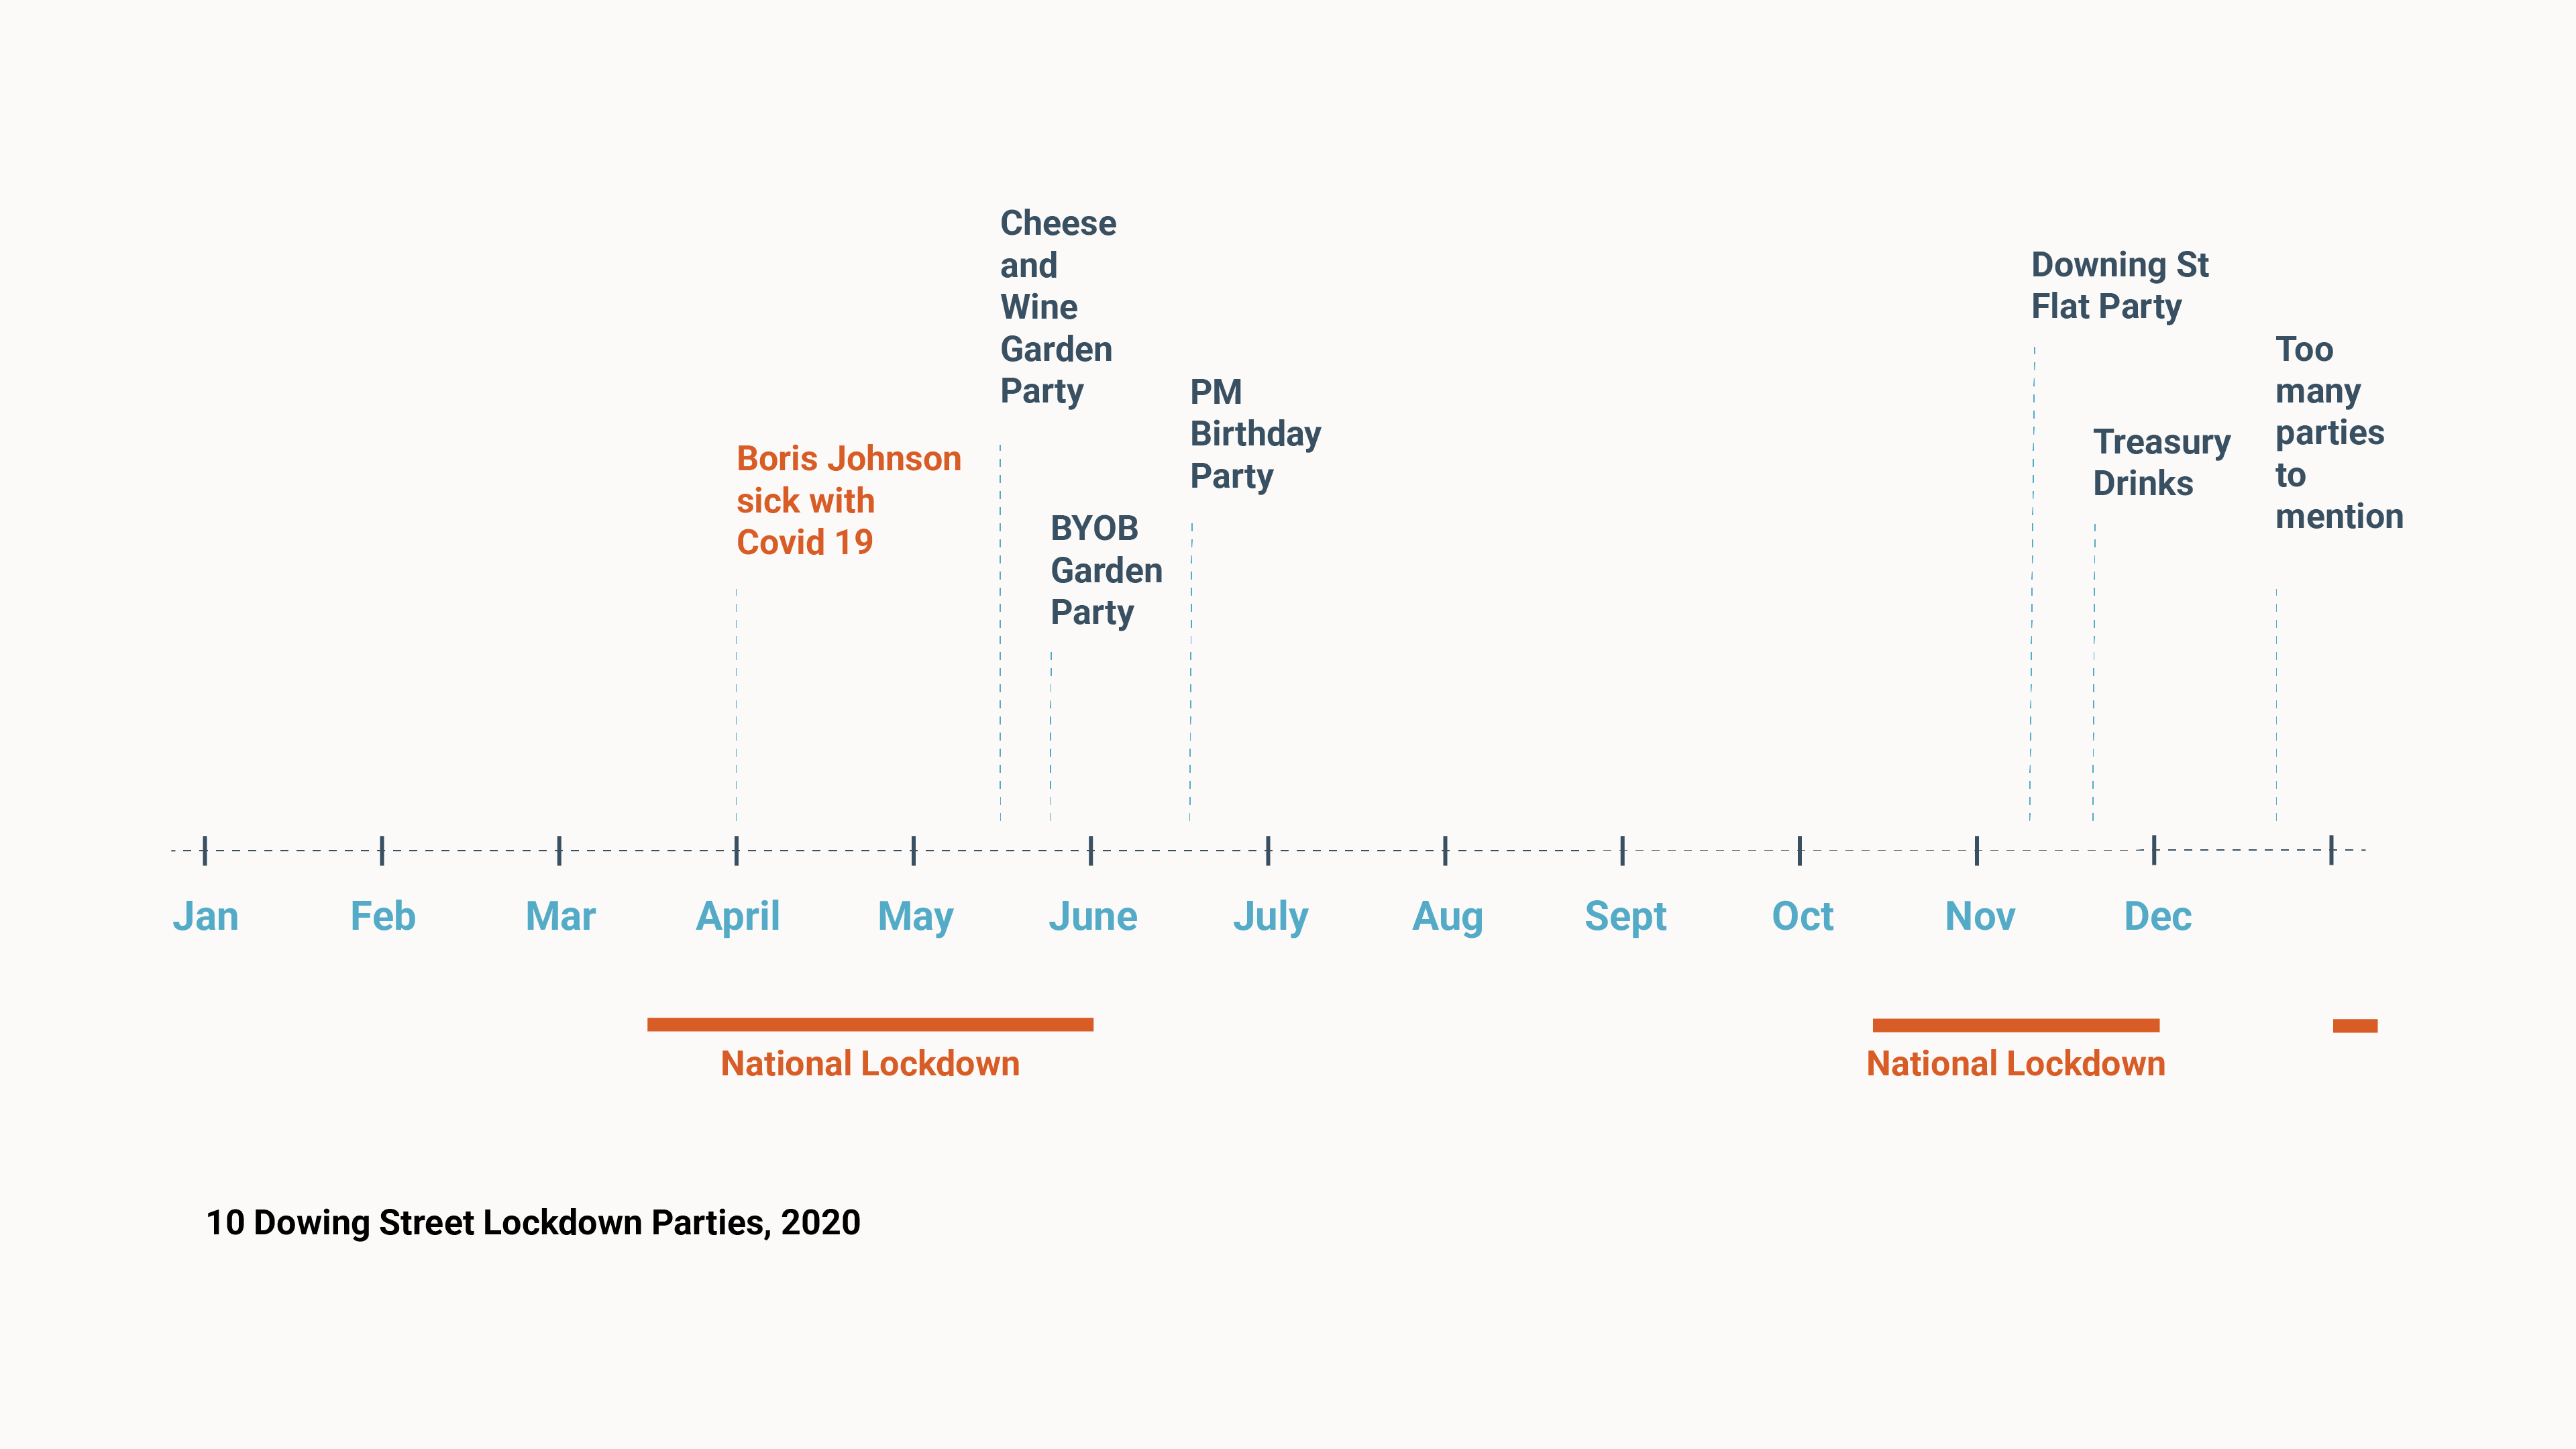 Cheese
and
Wine
Garden
Party
Downing St
Flat Party
Too
many
parties
to
mention
PM
Birthday
Party
Treasury
Drinks
Boris Johnson
sick with
Covid 19
BYOB
Garden
Party
Jan
Feb
Mar
April
May
June
July
Aug
Sept
Oct
Nov
Dec
National Lockdown
National Lockdown
10 Dowing Street Lockdown Parties, 2020